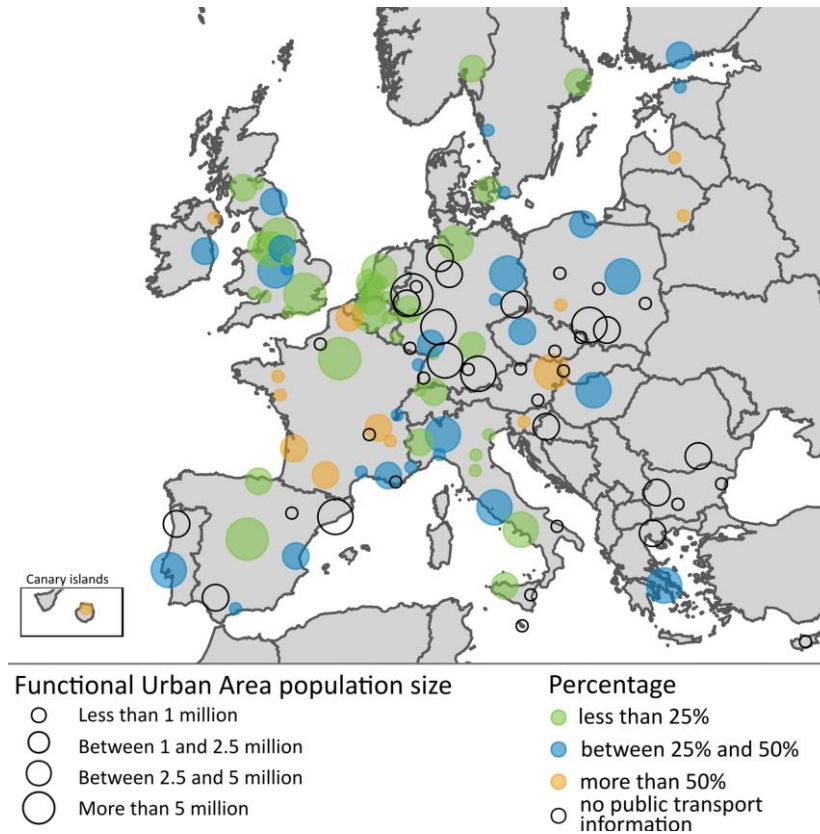 Canary islands
Functional Urban Area population size
Less than 1 million
Between 1 and 2.5 million
Between 2.5 and 5 million
More than 5 million
Percentage
less than 25%
between 25% and 50%
more than 50%
no public transport
information